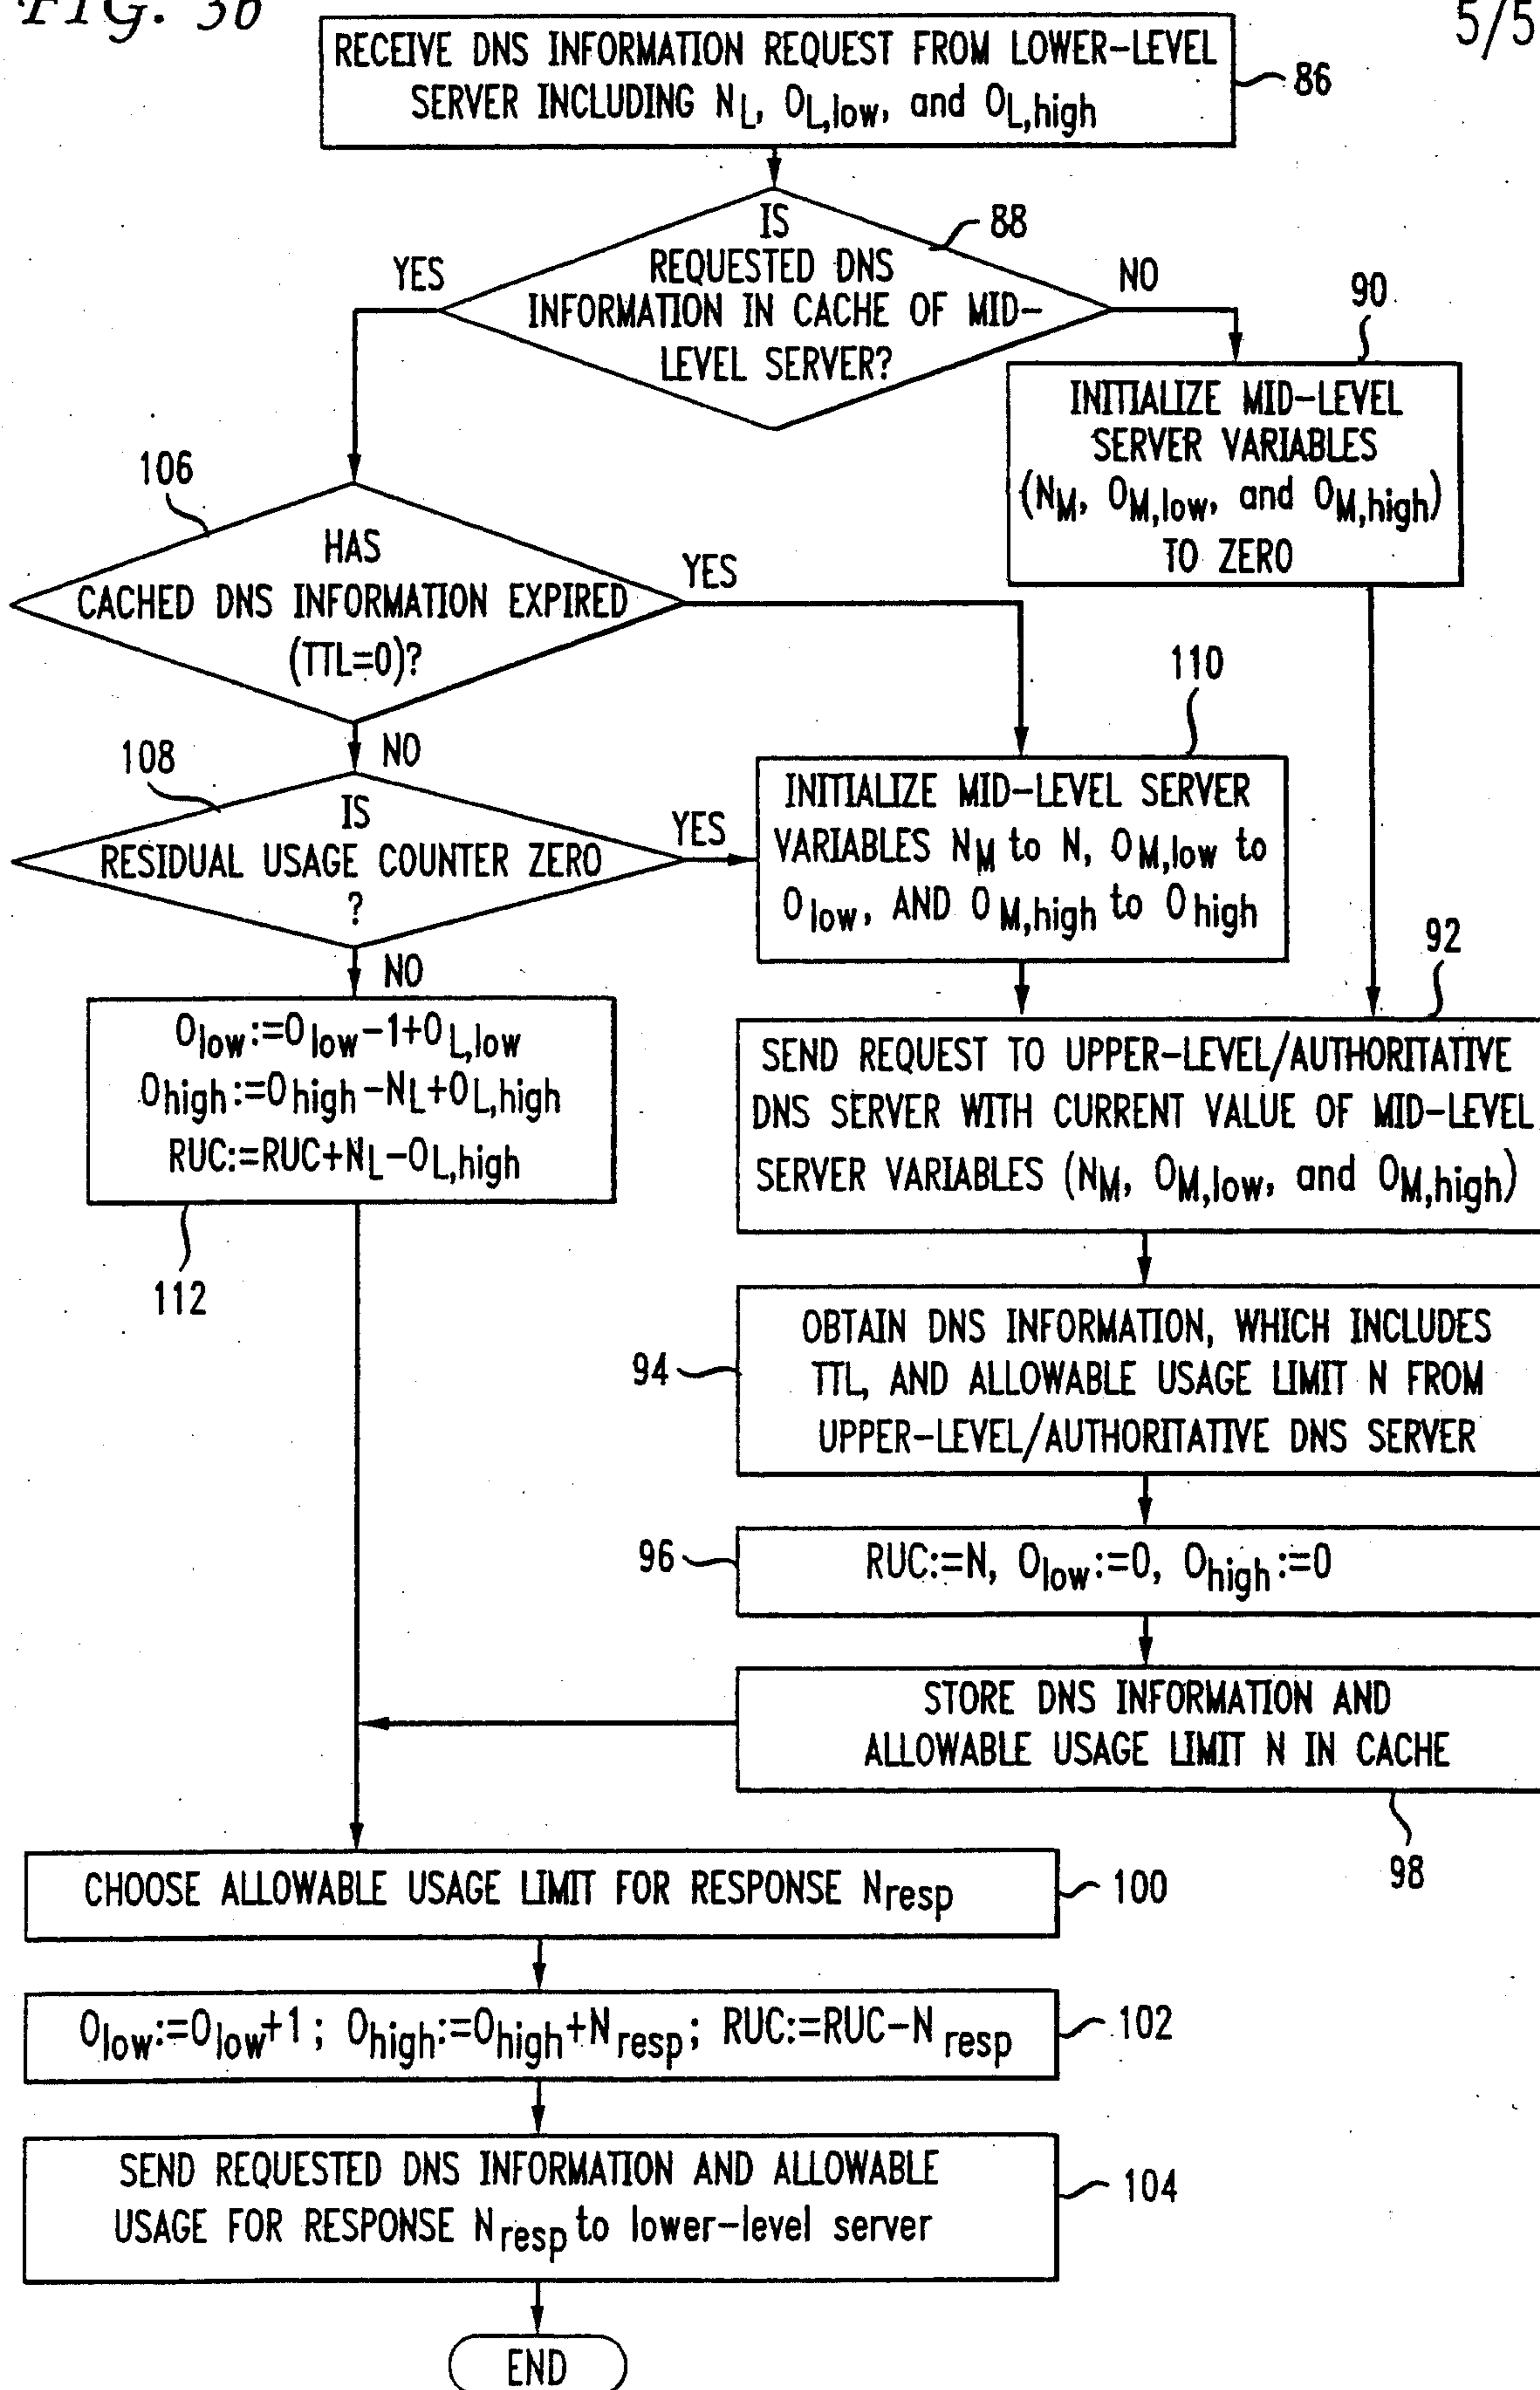 FIG. 3b
5/5
RECEIVE DNS INFORMATION REQUEST FROM LOWER-LEVEL
SERVER INCLUDING NL, OL,low, and OL,high
86
IS
REQUESTED DNS
INFORMATION IN CACHE OF MID-
LEVEL SERVER?
88
YES
NO
90
INITIALIZE MID-LEVEL
SERVER VARIABLES
(NM, OM,low, and OM,high)
TO ZERO
106
HAS
CACHED DNS INFORMATION EXPIRED
(TTL=0)?
YES
NO
110
108
IS
RESIDUAL USAGE COUNTER ZERO
?
YES
NO
INITIALIZE MID-LEVEL SERVER
VARIABLES NM to N, OM,low to
Olow, AND OM,high to Ohigh
92
Olow:=Olow-1+OL,low
Ohigh:=Ohigh-NL+OL,high
RUC:=RUC+NL-OL,high
112
SEND REQUEST TO UPPER-LEVEL/AUTHORITATIVE
DNS SERVER WITH CURRENT VALUE OF MID-LEVEL
SERVER VARIABLES (NM, OM,low, and OM,high)
94
OBTAIN DNS INFORMATION, WHICH INCLUDES
TTL, AND ALLOWABLE USAGE LIMIT N FROM
UPPER-LEVEL/AUTHORITATIVE DNS SERVER
96
RUC:=N, Olow:=0, Ohigh:=0
STORE DNS INFORMATION AND
ALLOWABLE USAGE LIMIT N IN CACHE
98
CHOOSE ALLOWABLE USAGE LIMIT FOR RESPONSE Nresp
100
Olow:=Olow+1; Ohigh:=Ohigh+Nresp; RUC:=RUC-Nresp
102
SEND REQUESTED DNS INFORMATION AND ALLOWABLE
USAGE FOR RESPONSE Nresp to lower-level server
104
END